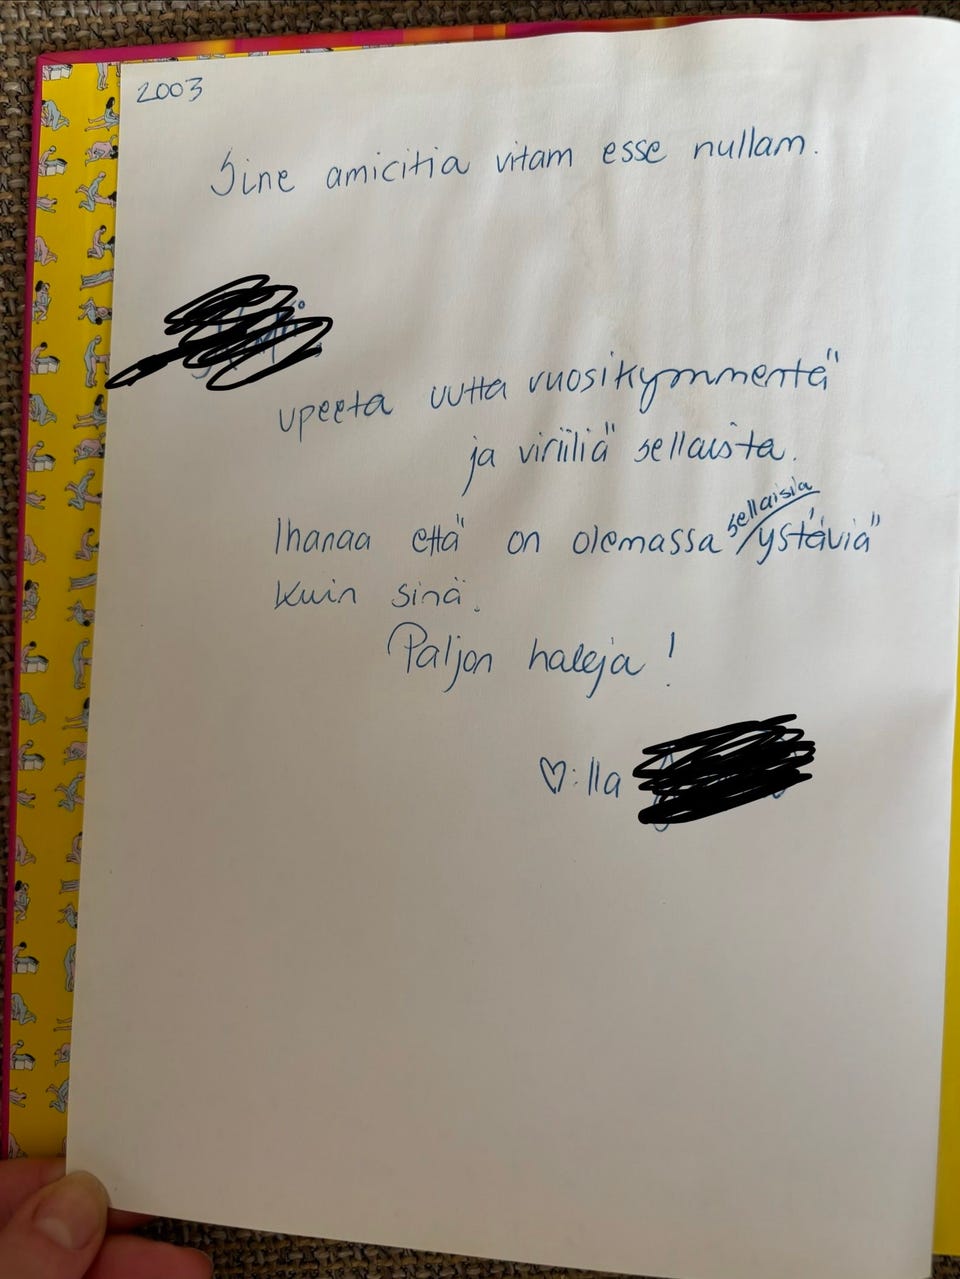 2003
Sine amicitia vitam esse nullam.
upeeta uutta vuosikymmentä
ja viriiliä sellaista.
Ihanaa että on olemassa sellaisia ystäviä
kuin sinä.
Paljon haleja!
♡:lla